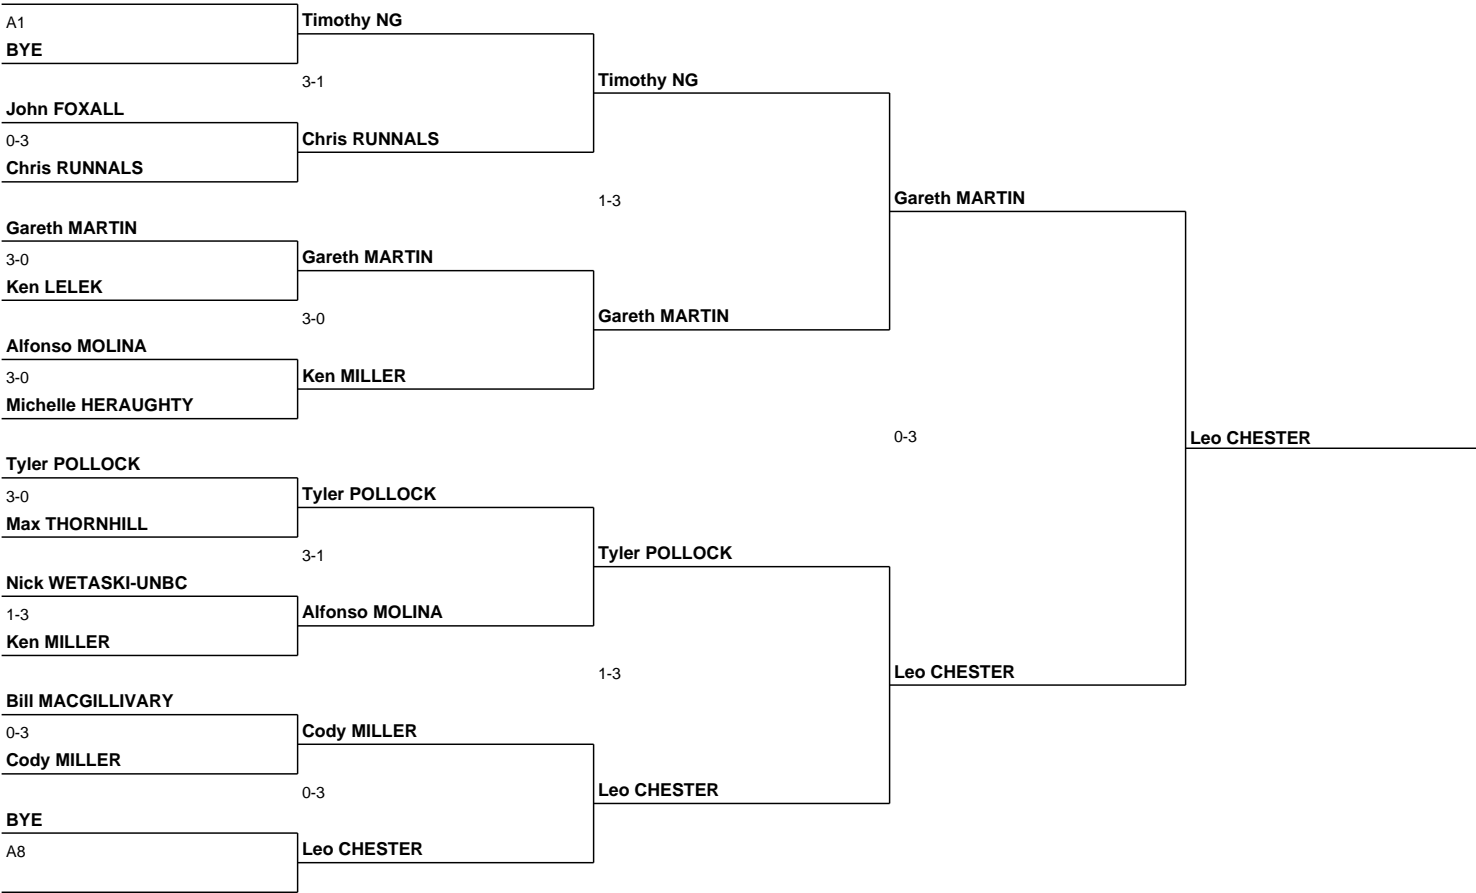 A1
BYE
John FOXALL
0-3
Chris RUNNALS
Gareth MARTIN
3-0
Ken LELEK
Alfonso MOLINA
3-0
Michelle HERAUGHTY
Tyler POLLOCK
3-0
Max THORNHILL
Nick WETASKI-UNBC
1-3
Ken MILLER
Bill MACGILLIVARY
0-3
Cody MILLER
BYE
A8
Timothy NG
3-1
Chris RUNNALS
Gareth MARTIN
3-0
Ken MILLER
Tyler POLLOCK
3-1
Alfonso MOLINA
Cody MILLER
0-3
Leo CHESTER
Timothy NG
1-3
Gareth MARTIN
Tyler POLLOCK
1-3
Leo CHESTER
Gareth MARTIN
0-3
Leo CHESTER
Leo CHESTER